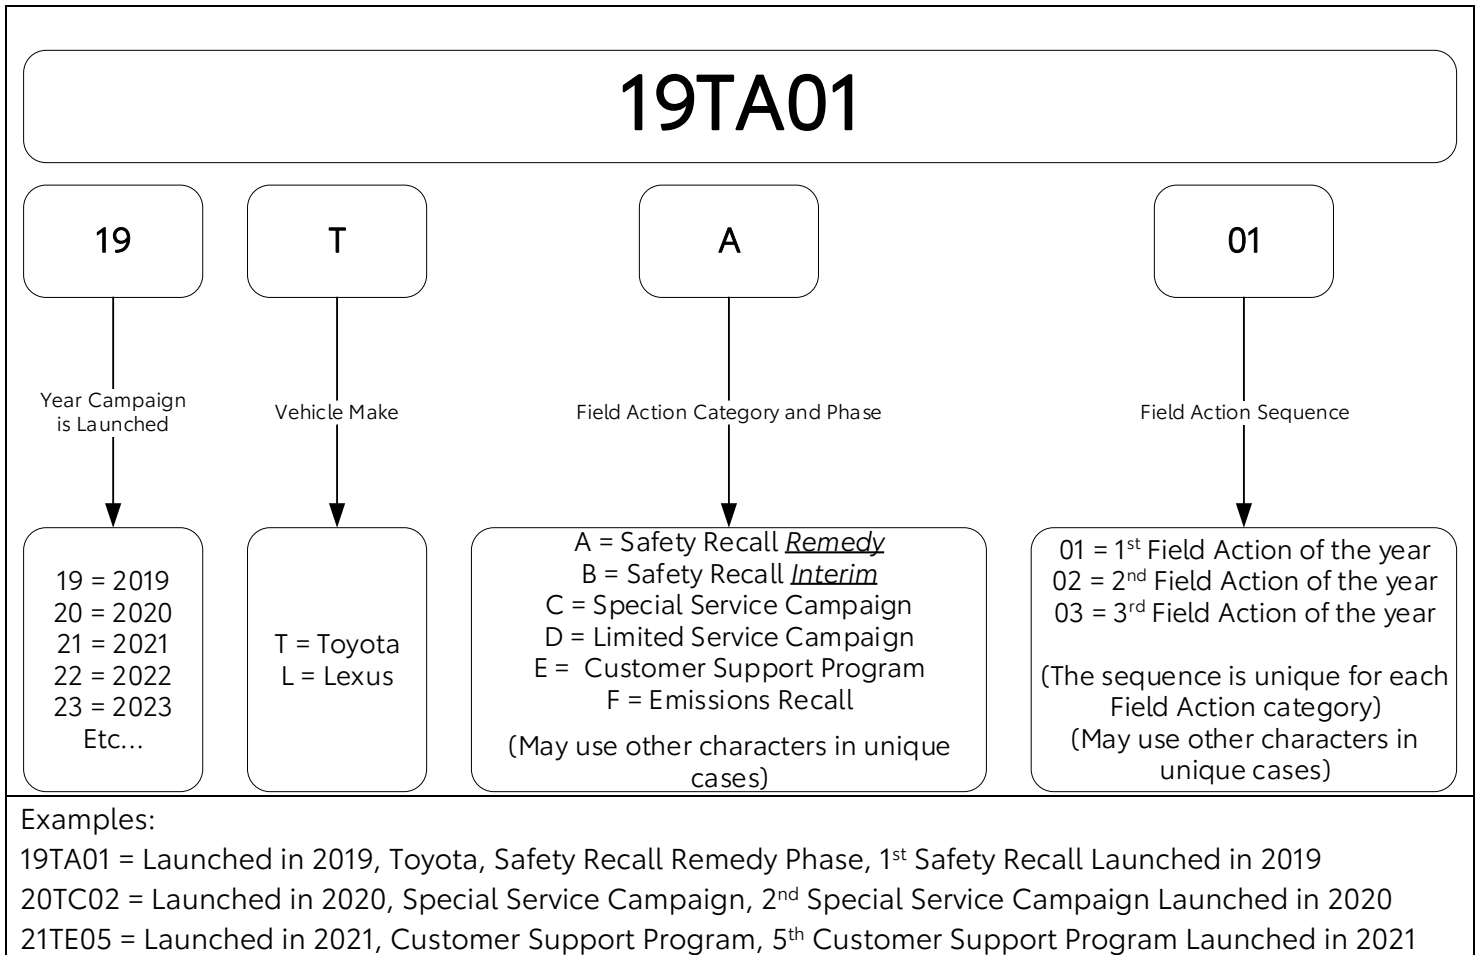 19TA01
19
T
A
01
Year Campaign
is Launched
Vehicle Make
Field Action Category and Phase
Field Action Sequence
19 = 2019
20 = 2020
21 = 2021
22 = 2022
23 = 2023
Etc...
T = Toyota
L = Lexus
A = Safety Recall Remedy
B = Safety Recall Interim
C = Special Service Campaign
D = Limited Service Campaign
E =  Customer Support Program
F = Emissions Recall
(May use other characters in unique
cases)
01 = 1st Field Action of the year
02 = 2nd Field Action of the year
03 = 3rd Field Action of the year
(The sequence is unique for each
Field Action category)
(May use other characters in
unique cases)
Examples:
19TA01 = Launched in 2019, Toyota, Safety Recall Remedy Phase, 1st Safety Recall Launched in 2019
20TC02 = Launched in 2020, Special Service Campaign, 2nd Special Service Campaign Launched in 2020
21TE05 = Launched in 2021, Customer Support Program, 5th Customer Support Program Launched in 2021